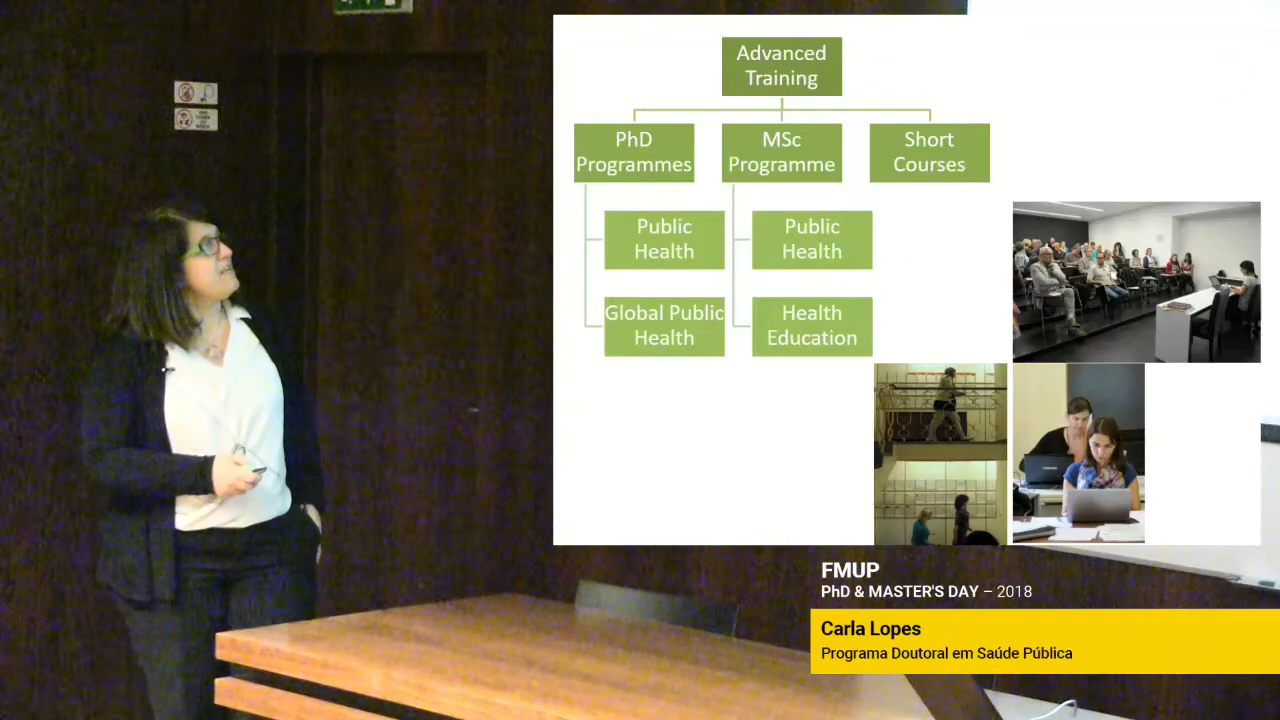 Advanced
Training
PhD
Programmes
MSc
Programme
Short
Courses
Public
Health
Public
Health
Global Public
Health
Health
Education
FMUP
PhD & MASTER'S DAY – 2018
Carla Lopes
Programa Doutoral em Saúde Pública